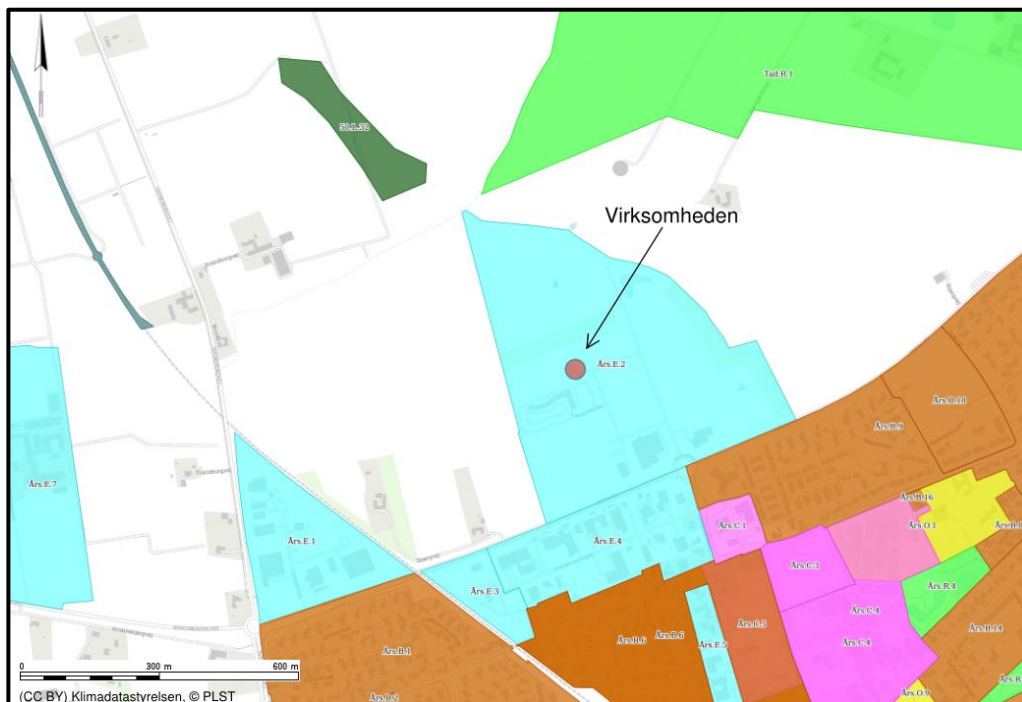 Tad.R.1
50.L.32
Virksomheden
Års.E.2
Års.B.10
Års.B.9
Års.E.7
Års.B.16
Års.C.1
Års.O.1
Års.E.1
Års.E.4
Års.C.3
Års.E.3
Års.R.4
Års.C.4
Års.B.14
Års.B.6
Års.B.6
Års.E.5
Års.C.5
Års.C.4
Års.B.1
Års.O.9
Års.B.2
0 300 m 600 m
(CC BY) Klimadatastyrelsen, © PLST